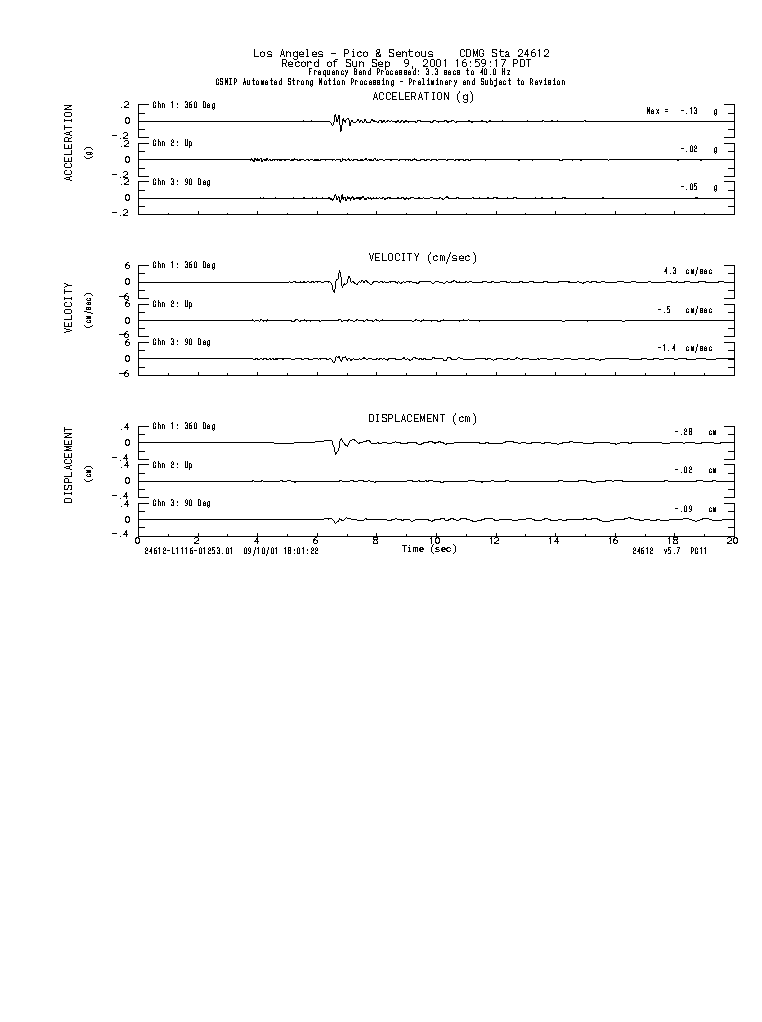 Los Angeles - Pico & Sentous CDMG Sta 24612
Record of Sun Sep 9, 2001 16:59:17 PDT
Frequency Band Processed: 3.3 secs to 40.0 Hz
CSMIP Automated Strong Motion Processing - Preliminary and Subject to Revision
ACCELERATION (g)
ACCELERATION
(g)
.2
0
-.2
Chn 1: 360 Deg
Max = -.13 g
.2
0
-.2
Chn 2: Up
-.02 g
.2
0
-.2
Chn 3: 90 Deg
-.05 g
VELOCITY (cm/sec)
VELOCITY
(cm/sec)
6
0
-6
Chn 1: 360 Deg
4.3 cm/sec
6
0
-6
Chn 2: Up
-.5 cm/sec
6
0
-6
Chn 3: 90 Deg
-1.4 cm/sec
DISPLACEMENT (cm)
DISPLACEMENT
(cm)
.4
0
-.4
Chn 1: 360 Deg
-.28 cm
.4
0
-.4
Chn 2: Up
-.02 cm
.4
0
-.4
Chn 3: 90 Deg
-.09 cm
0 2 4 6 8 10 12 14 16 18 20
Time (sec)
24612-L1116-01253.01 09/10/01 18:01:22
24612 v5.7 PC11